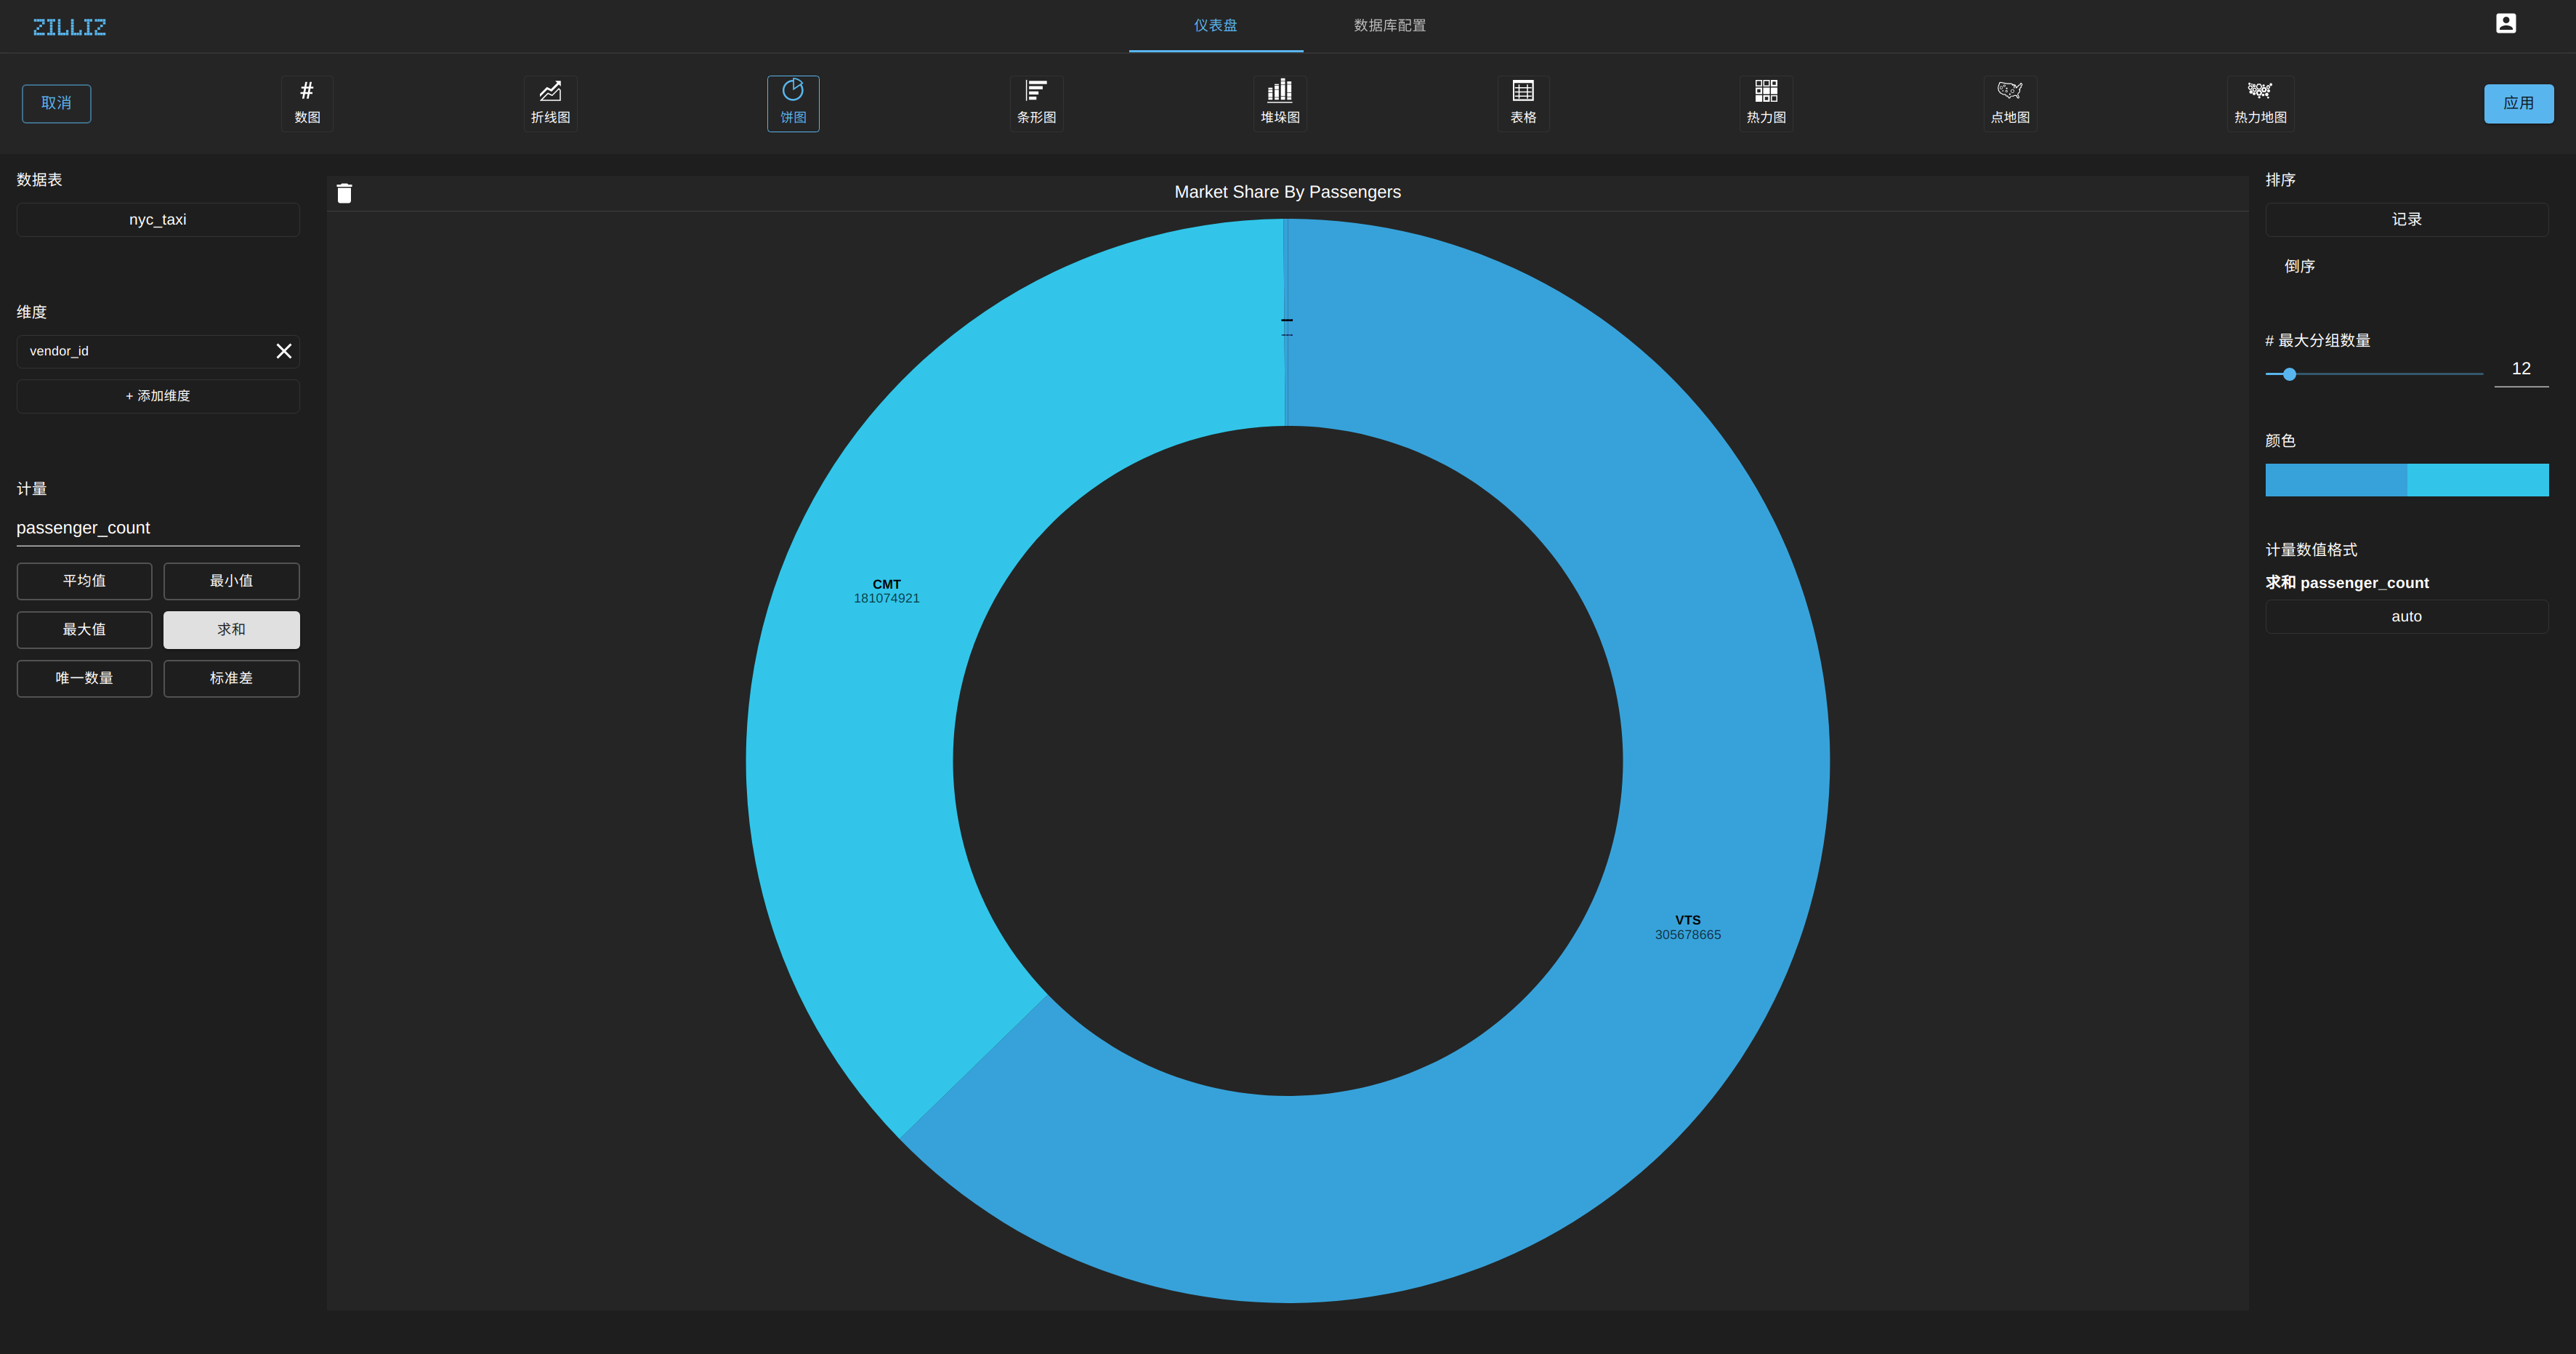 ZILLIZ
仪表盘
数据库配置
取消
数图
折线图
饼图
条形图
堆垛图
表格
热力图
点地图
热力地图
应用
数据表
nyc_taxi
维度
vendor_id
+ 添加维度
计量
passenger_count
平均值
最小值
最大值
求和
唯一数量
标准差
Market Share By Passengers
CMT
181074921
VTS
305678665
排序
记录
倒序
# 最大分组数量
12
颜色
计量数值格式
求和 passenger_count
auto